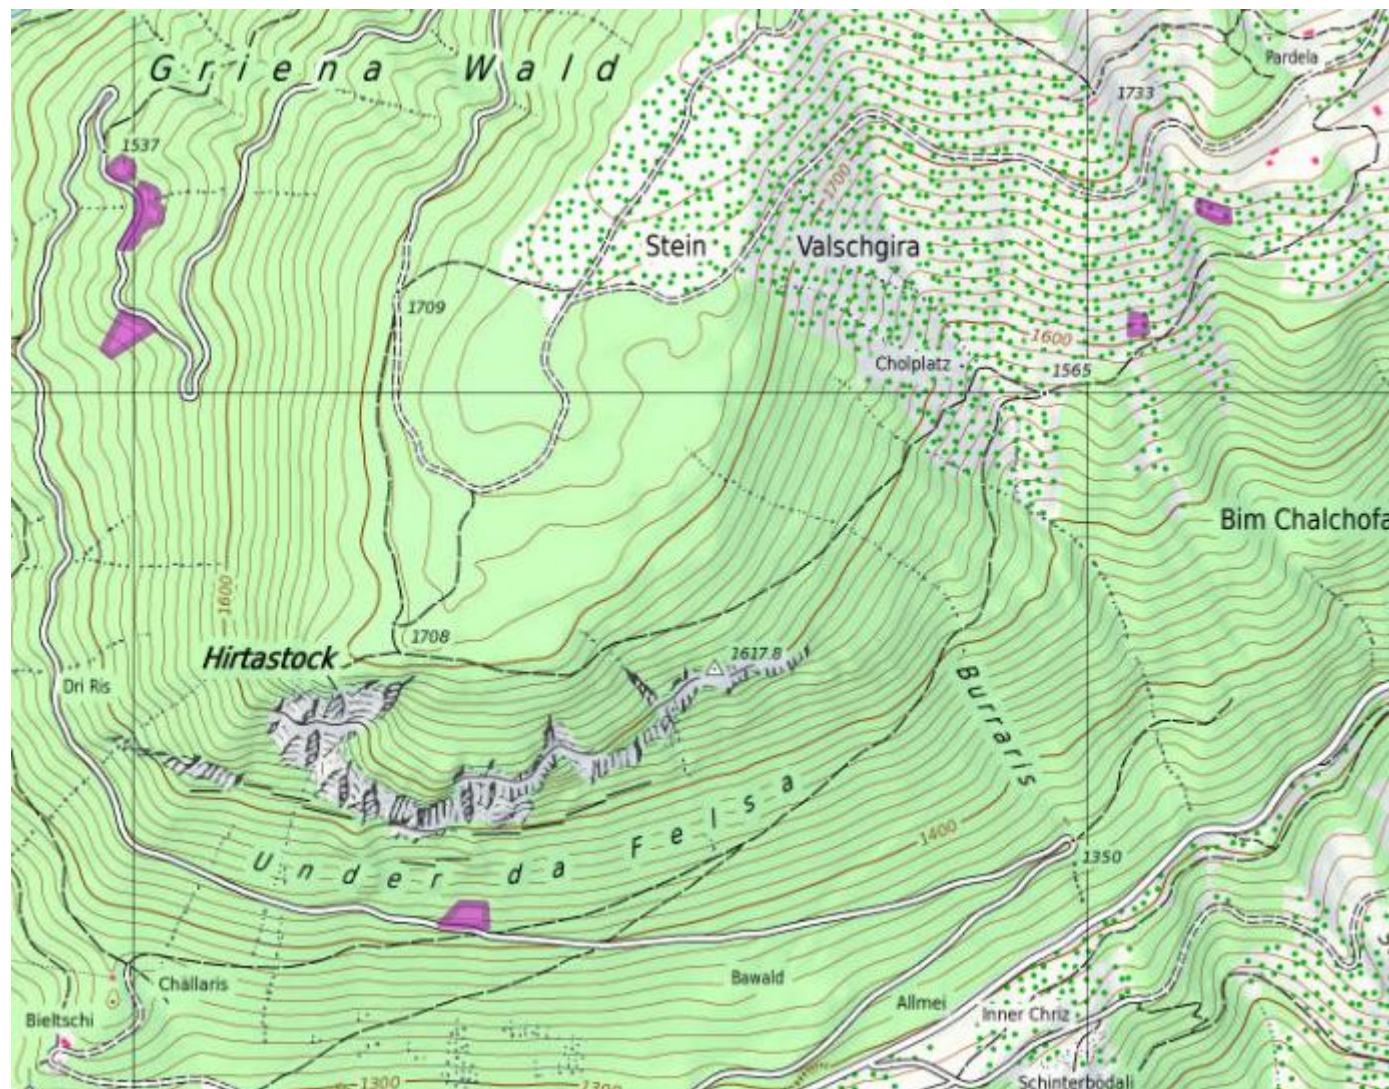 Griena Wald
Pardela
1733
1537
1700
Stein
Valschgira
1709
1600
Cholplatz
1565
Bim Chalchofa
1600
1708
Hirtastock
1617.8
Dri Ris
Burraris
Under da Felsa
1400
1350
Challaris
Bawald
Allmei
Bieltschi
Inner Chriz
1300
1300
Schinterbodali